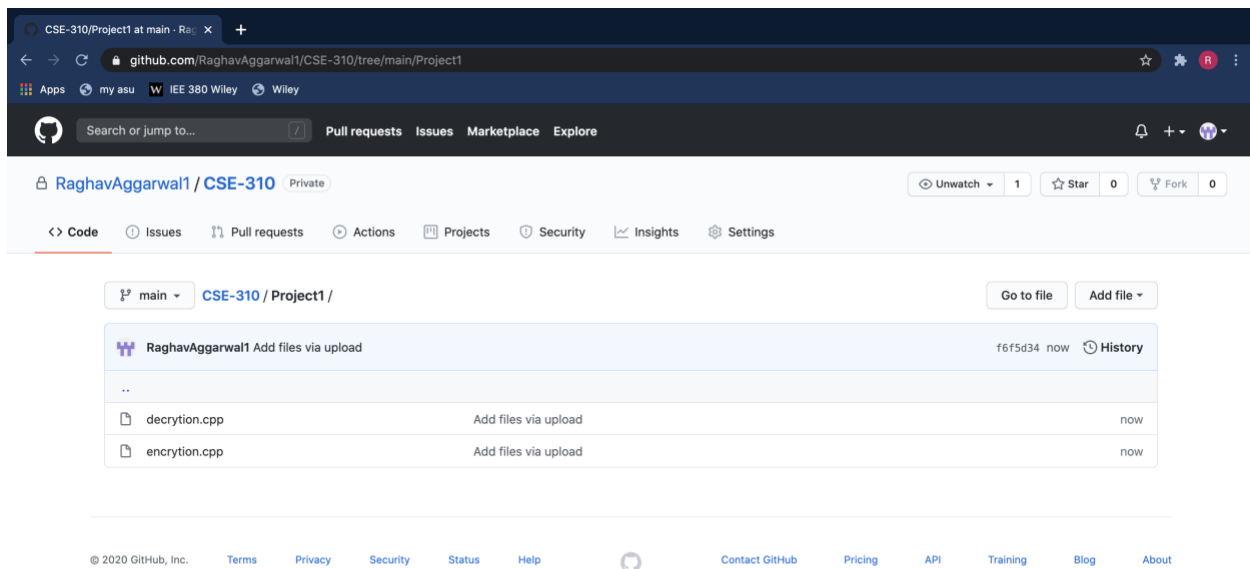 CSE-310/Project1 at main · Rag
github.com/RaghavAggarwal1/CSE-310/tree/main/Project1 R
Apps my asu W IEE 380 Wiley Wiley
Search or jump to... / Pull requests Issues Marketplace Explore
RaghavAggarwal1 / CSE-310 Private Unwatch 1 Star 0 Fork 0
<> Code Issues Pull requests Actions Projects Security Insights Settings
main CSE-310 / Project1 / Go to file Add file
RaghavAggarwal1 Add files via upload f6f5d34 now History
..
decrytion.cpp Add files via upload now
encrytion.cpp Add files via upload now
© 2020 GitHub, Inc. Terms Privacy Security Status Help Contact GitHub Pricing API Training Blog About